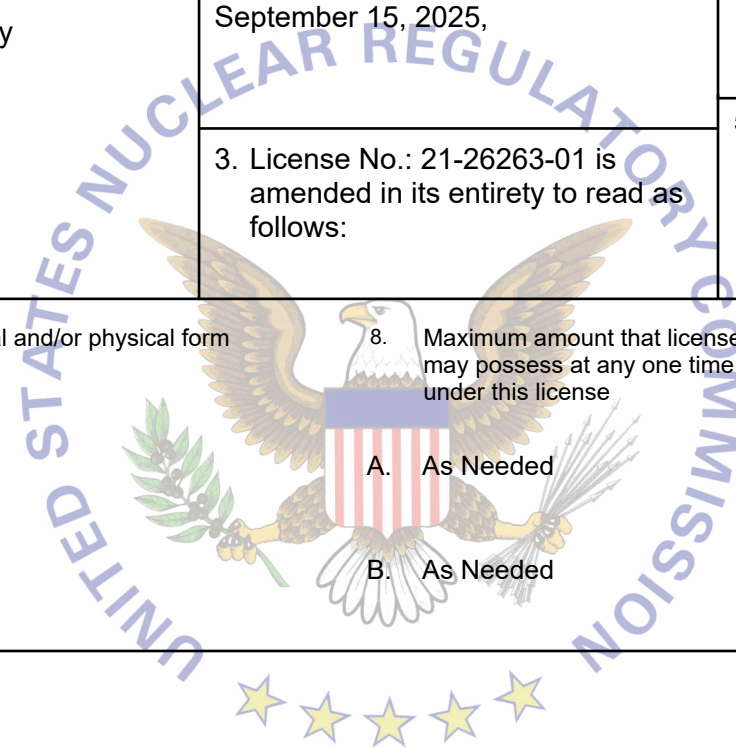 y
September 15, 2025,
3. License No.: 21-26263-01 is
amended in its entirety to read as
follows:
l and/or physical form
8. Maximum amount that license
may possess at any one time
under this license
A. As Needed
B. As Needed
UNITED STATES NUCLEAR REGULATORY COMMISSION